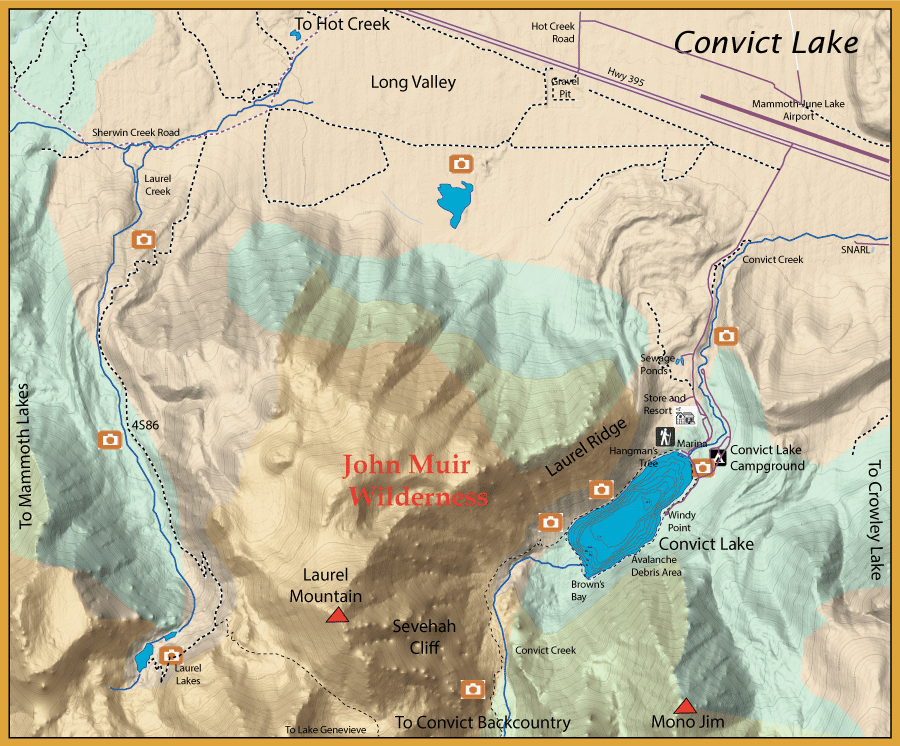 To Hot Creek
Hot Creek
Road
Convict Lake
Long Valley
Hwy 395
Gravel
Pit
Mammoth-June Lake
Airport
Sherwin Creek Road
Laurel
Creek
SNARL
Convict Creek
Sewage
Ponds
Store and
Resort
4S86
To Mammoth Lakes
Laurel Ridge
Marina
Hangman's
Tree
Convict Lake
Campground
John Muir
Wilderness
To Crowley Lake
Windy
Point
Convict Lake
Avalanche
Debris Area
Brown's
Bay
Laurel
Mountain
Sevehah
Cliff
Convict Creek
Laurel
Lakes
To Lake Genevieve
To Convict Backcountry
Mono Jim